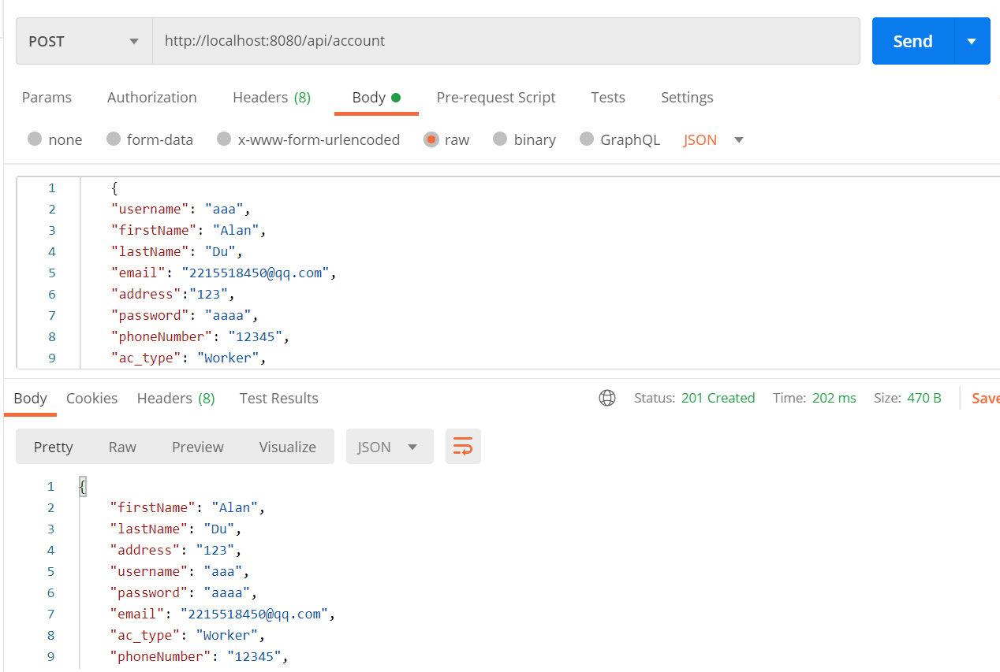 POST http://localhost:8080/api/account Send
Params Authorization Headers (8) Body Pre-request Script Tests Settings
none form-data x-www-form-urlencoded raw binary GraphQL JSON
1 {
2 "username": "aaa",
3 "firstName": "Alan",
4 "lastName": "Du",
5 "email": "2215518450@qq.com",
6 "address":"123",
7 "password": "aaaa",
8 "phoneNumber": "12345",
9 "ac_type": "Worker",
Body Cookies Headers (8) Test Results Status: 201 Created Time: 202 ms Size: 470 B Save
Pretty Raw Preview Visualize JSON
1 {
2 "firstName": "Alan",
3 "lastName": "Du",
4 "address": "123",
5 "username": "aaa",
6 "password": "aaaa",
7 "email": "2215518450@qq.com",
8 "ac_type": "Worker",
9 "phoneNumber": "12345",